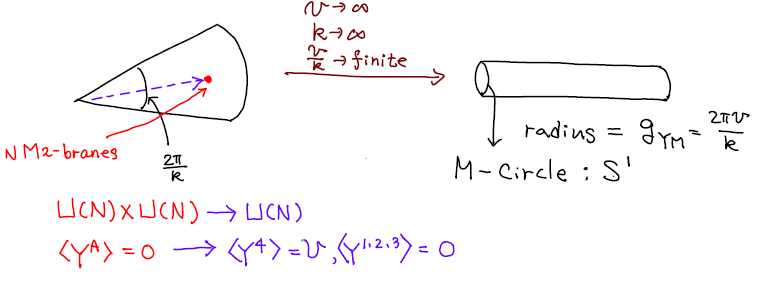 v→∞
k→∞
v/k→finite
N M2-branes
2π/k
radius = g_YM = 2πv/k
M-Circle : S¹
U(N)×U(N) → U(N)
⟨Y^A⟩ = 0 → ⟨Y^4⟩ = v, ⟨Y^{1,2,3}⟩ = 0